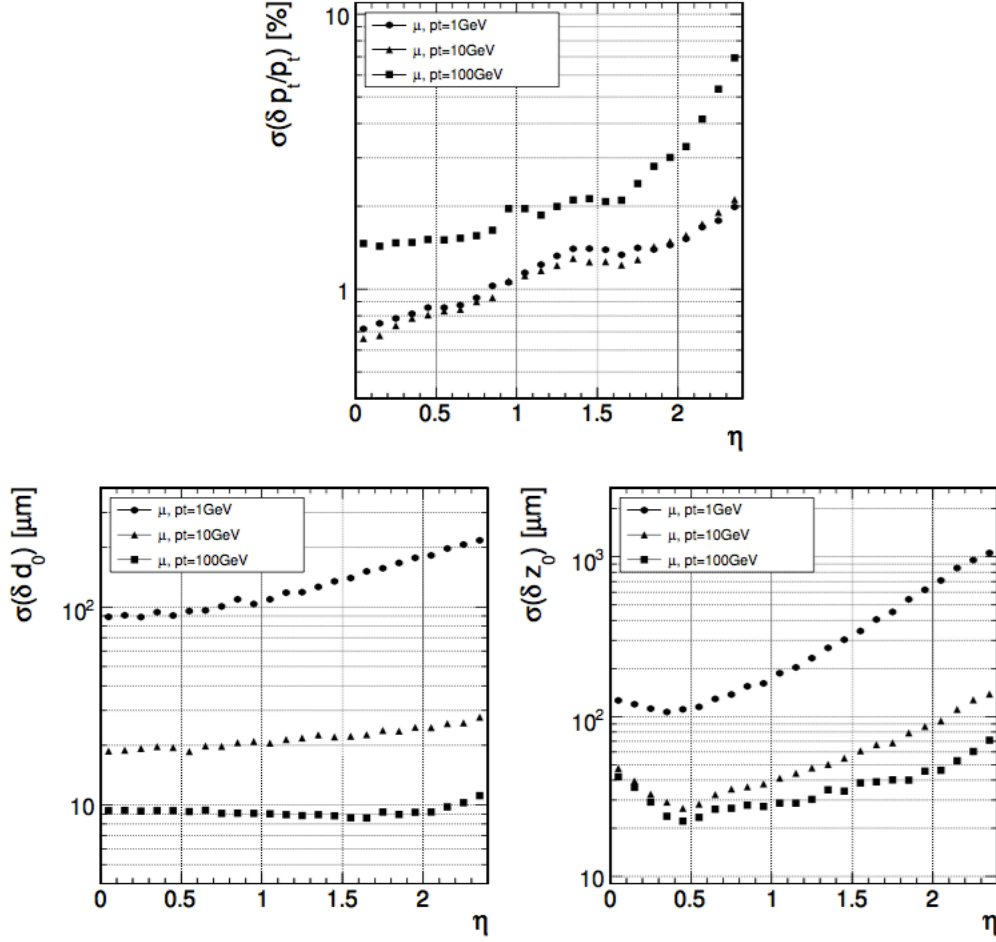 σ(δ p_t/p_t) [%]
10
1
μ, pt=1GeV
μ, pt=10GeV
μ, pt=100GeV
0 0.5 1 1.5 2
η
σ(δ d_0) [μm]
10^2
10
μ, pt=1GeV
μ, pt=10GeV
μ, pt=100GeV
0 0.5 1 1.5 2
η
σ(δ z_0) [μm]
10^3
10^2
10
μ, pt=1GeV
μ, pt=10GeV
μ, pt=100GeV
0 0.5 1 1.5 2
η